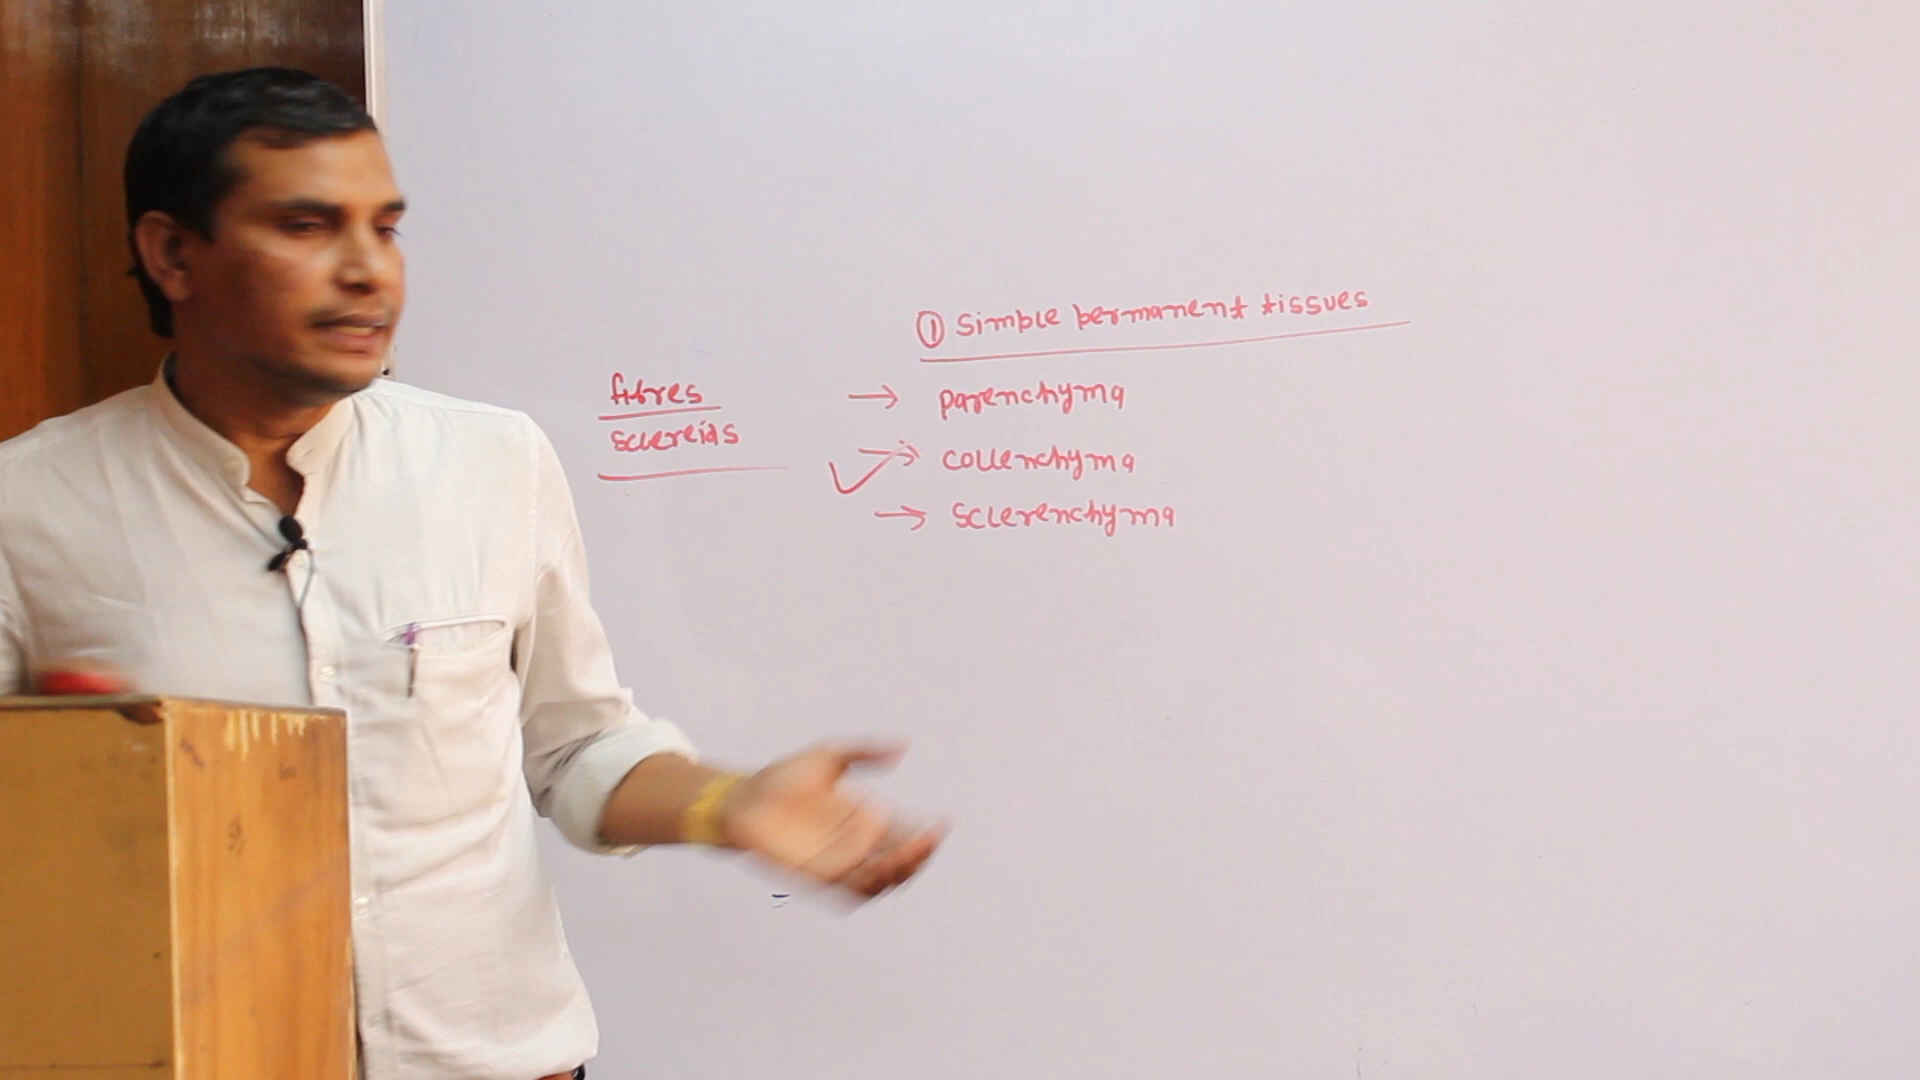 ① Simple permanent tissues
fibres
sclereids
→ parenchyma
→ collenchyma
→ sclerenchyma